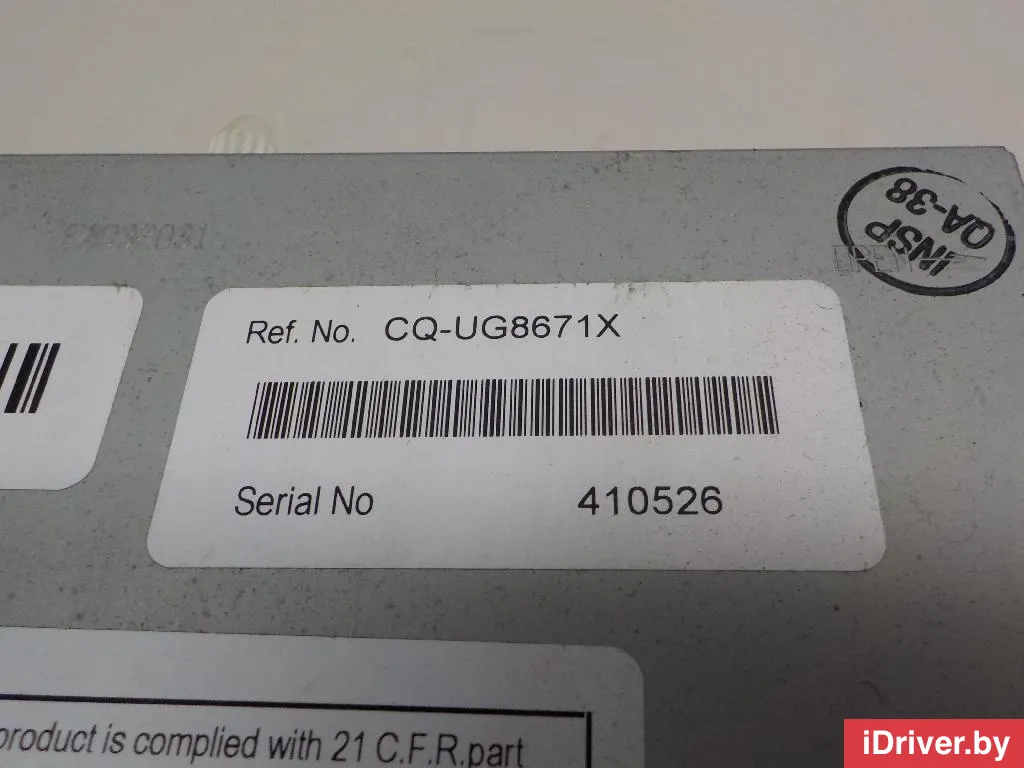 INSP
QA-38
Ref. No. CQ-UG8671X
Serial No 410526
product is complied with 21 C.F.R.part
iDriver.by